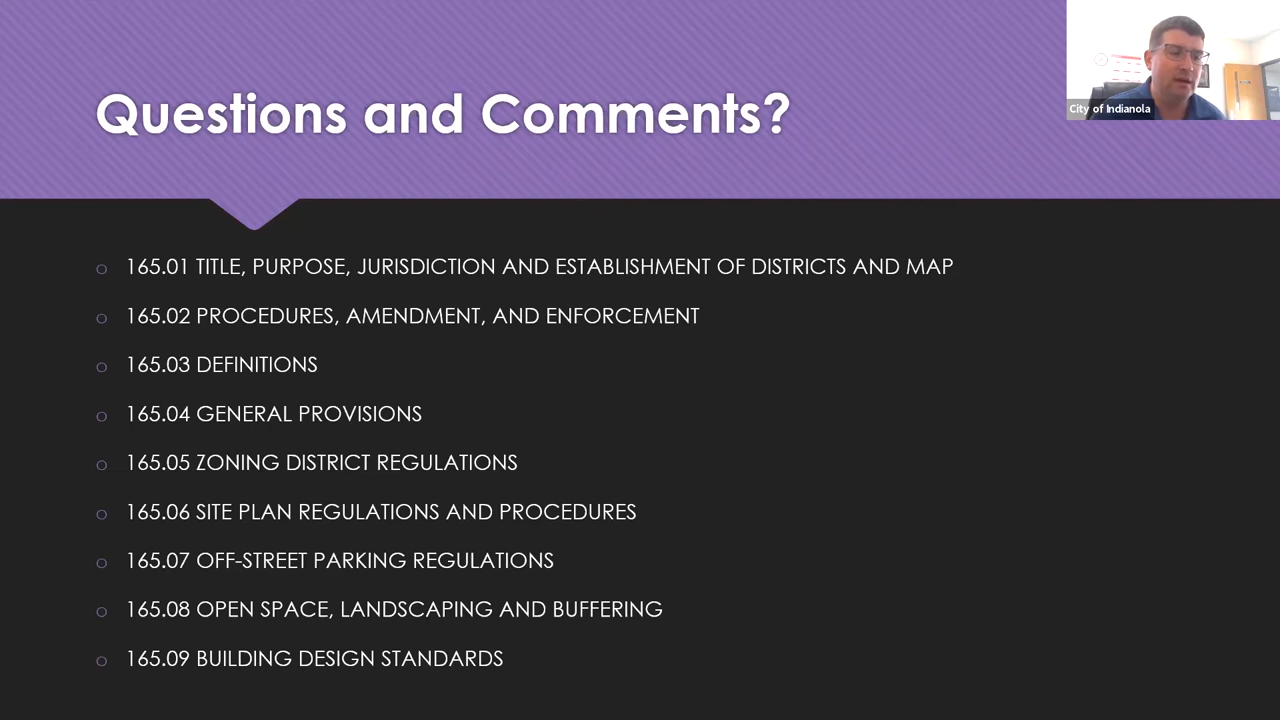 Questions and Comments?
City of Indianola
165.01 TITLE, PURPOSE, JURISDICTION AND ESTABLISHMENT OF DISTRICTS AND MAP
165.02 PROCEDURES, AMENDMENT, AND ENFORCEMENT
165.03 DEFINITIONS
165.04 GENERAL PROVISIONS
165.05 ZONING DISTRICT REGULATIONS
165.06 SITE PLAN REGULATIONS AND PROCEDURES
165.07 OFF-STREET PARKING REGULATIONS
165.08 OPEN SPACE, LANDSCAPING AND BUFFERING
165.09 BUILDING DESIGN STANDARDS